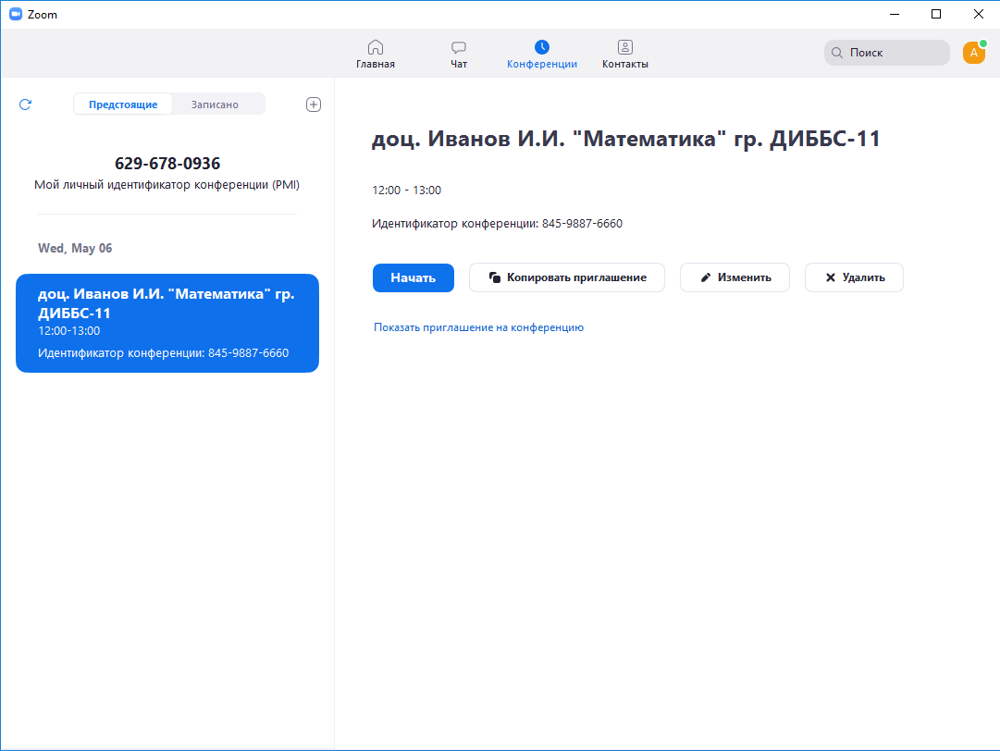 Zoom
Главная
Чат
Конференции
Контакты
Поиск
А
Предстоящие
Записано
629-678-0936
Мой личный идентификатор конференции (PMI)
Wed, May 06
доц. Иванов И.И. "Математика" гр.
ДИББС-11
12:00-13:00
Идентификатор конференции: 845-9887-6660
доц. Иванов И.И. "Математика" гр. ДИББС-11
12:00 - 13:00
Идентификатор конференции: 845-9887-6660
Начать
Копировать приглашение
Изменить
Удалить
Показать приглашение на конференцию